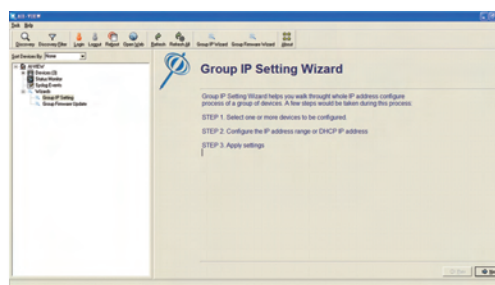 Job Help
Discovery Discovery filter Login Logout Reboot Open Web Refresh Refresh All Group IP Wizard Group Firmware Wizard About
Sort Devices By: None
Devices (3)
Status Monitor
Syslog Events
Wizards
Group IP Setting
Group Firmware Update
Group IP Setting Wizard
Group IP Setting Wizard helps you walk throught whole IP address configure
process of a group of devices. A few steps would be taken during this process:
STEP 1. Select one or more devices to be configured
STEP 2. Configure the IP address range or DHCP IP address
STEP 3. Apply settings